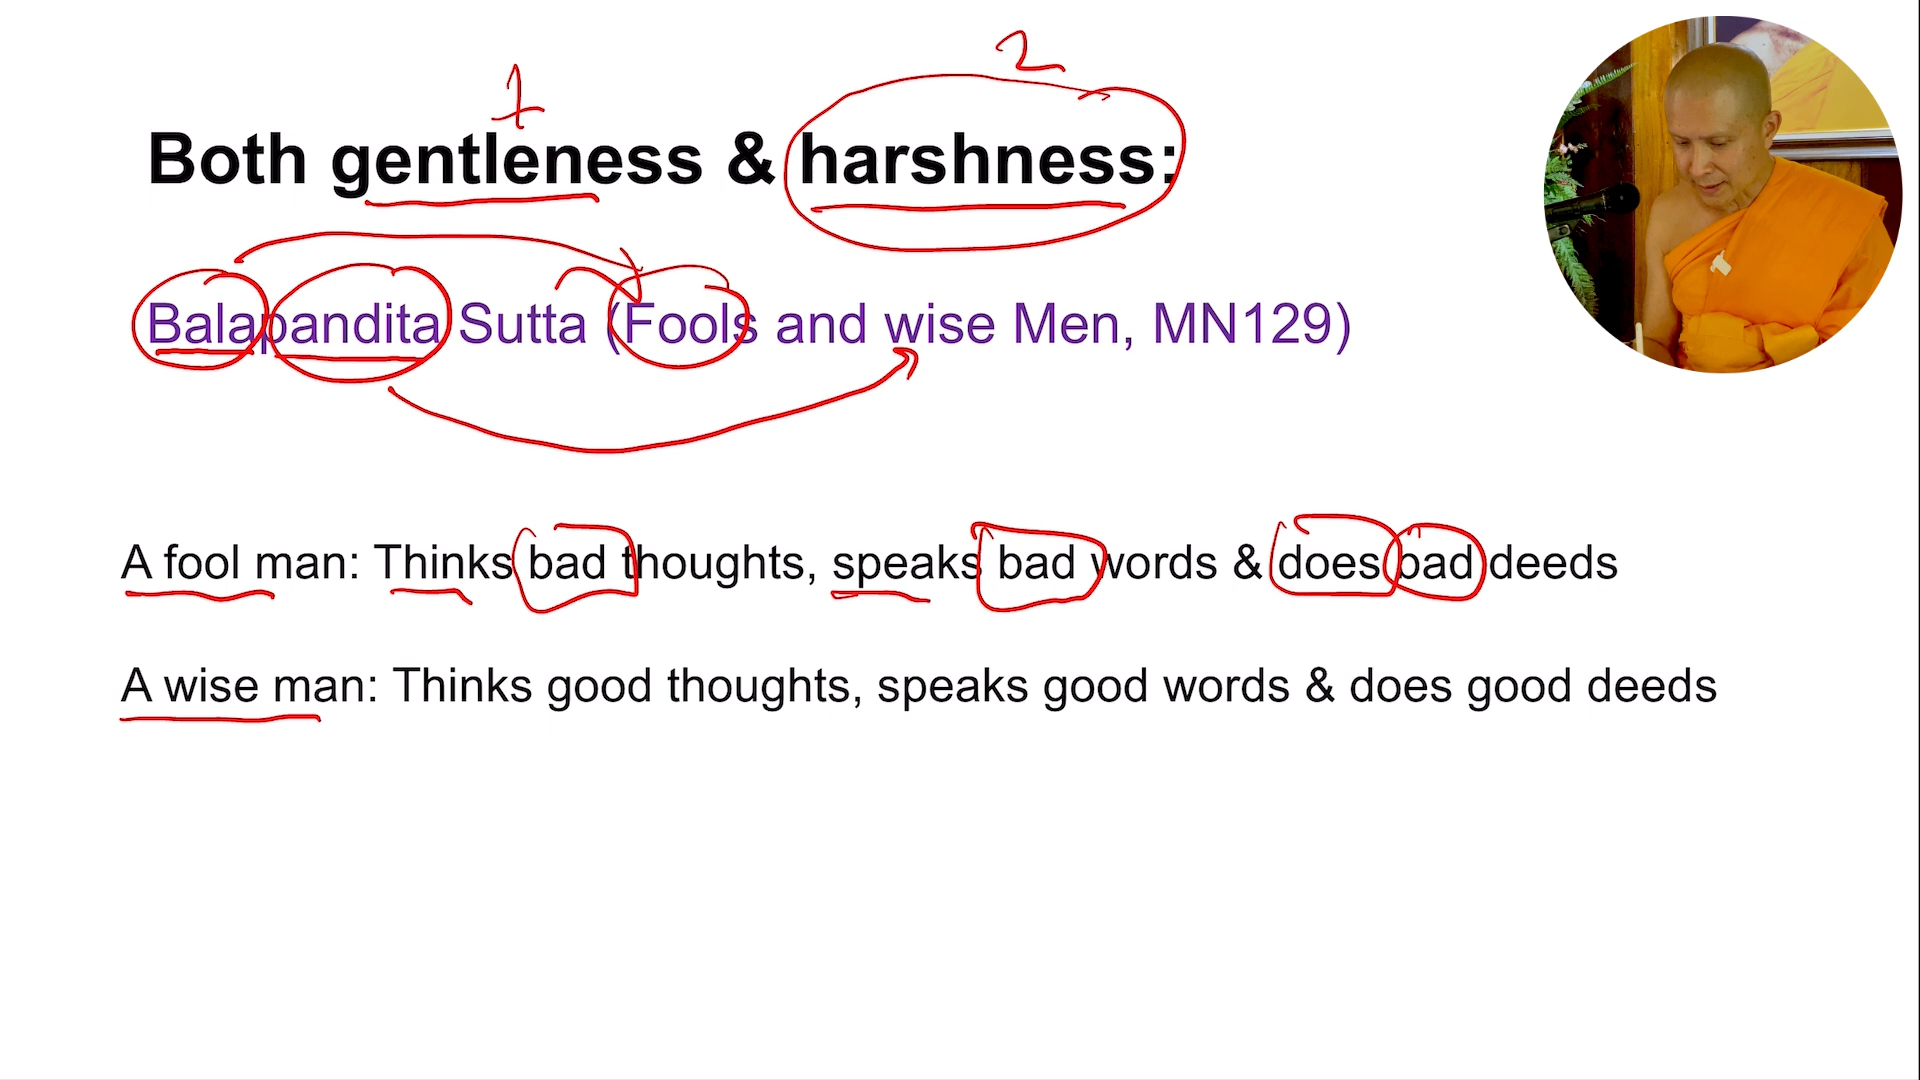 1 2
Both gentleness & harshness:
Balapandita Sutta (Fools and wise Men, MN129)
A fool man: Thinks bad thoughts, speaks bad words & does bad deeds
A wise man: Thinks good thoughts, speaks good words & does good deeds